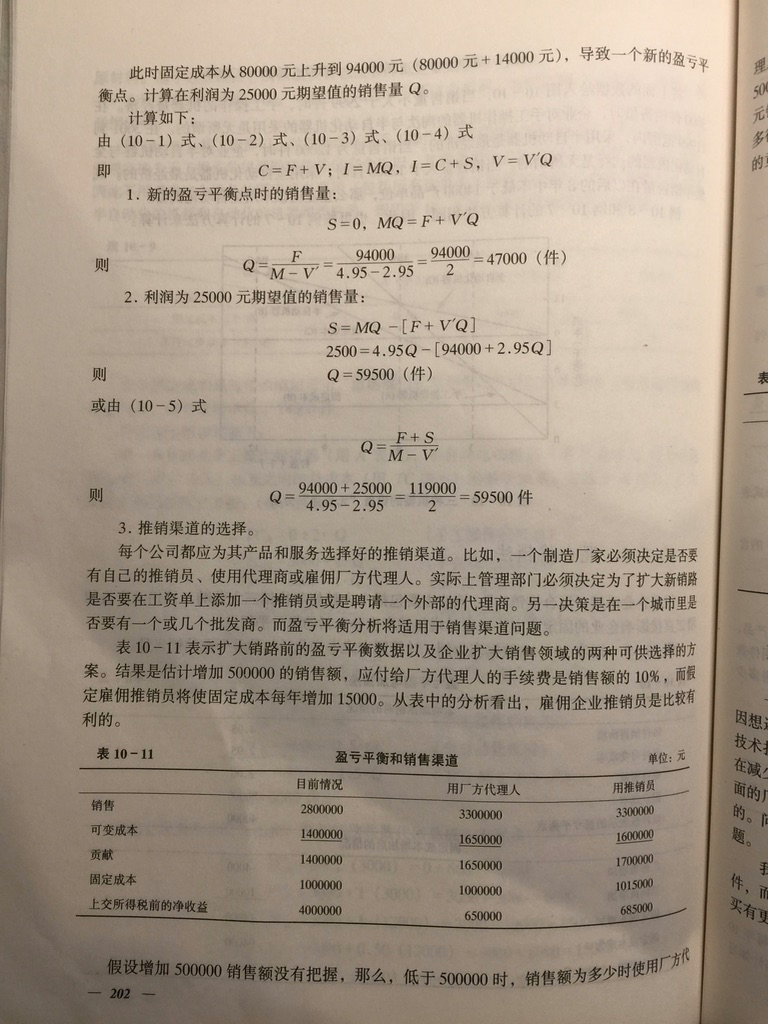 此时固定成本从 80000 元上升到 94000 元（80000 元＋14000 元），导致一个新的盈亏平
衡点。计算在利润为 25000 元期望值的销售量 Q。
计算如下：
由（10－1）式、（10－2）式、（10－3）式、（10－4）式
即 C＝F＋V；I＝MQ，I＝C＋S，V＝V′Q
1. 新的盈亏平衡点时的销售量：
S＝0，MQ＝F＋V′Q
则 Q＝F/(M－V′)＝94000/(4.95－2.95)＝94000/2＝47000（件）
2. 利润为 25000 元期望值的销售量：
S＝MQ－[F＋V′Q]
2500＝4.95Q－[94000＋2.95Q]
则 Q＝59500（件）
或由（10－5）式
Q＝(F＋S)/(M－V′)
则 Q＝(94000＋25000)/(4.95－2.95)＝119000/2＝59500 件
3. 推销渠道的选择。
每个公司都应为其产品和服务选择好的推销渠道。比如，一个制造厂家必须决定是否要
有自己的推销员、使用代理商或雇佣厂方代理人。实际上管理部门必须决定为了扩大新销路
是否要在工资单上添加一个推销员或是聘请一个外部的代理商。另一决策是在一个城市里是
否要有一个或几个批发商。而盈亏平衡分析将适用于销售渠道问题。
表 10－11 表示扩大销路前的盈亏平衡数据以及企业扩大销售领域的两种可供选择的方
案。结果是估计增加 500000 的销售额，应付给厂方代理人的手续费是销售额的 10%，而假
定雇佣推销员将使固定成本每年增加 15000。从表中的分析看出，雇佣企业推销员是比较有
利的。
表 10－11 盈亏平衡和销售渠道 单位：元
目前情况 用厂方代理人 用推销员
销售 2800000 3300000 3300000
可变成本 1400000 1650000 1600000
贡献 1400000 1650000 1700000
固定成本 1000000 1000000 1015000
上交所得税前的净收益 4000000 650000 685000
假设增加 500000 销售额没有把握，那么，低于 500000 时，销售额为多少时使用厂方代
— 202 —
理
500
元
多
的
表
因想
技术
在减少
面的厂
的。问
题。
我
件，而
买有更